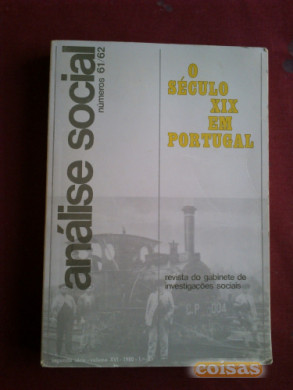 análise social
números 61/62
O
SÉCULO
XIX
EM
PORTUGAL
revista do gabinete de
investigações sociais
coisas